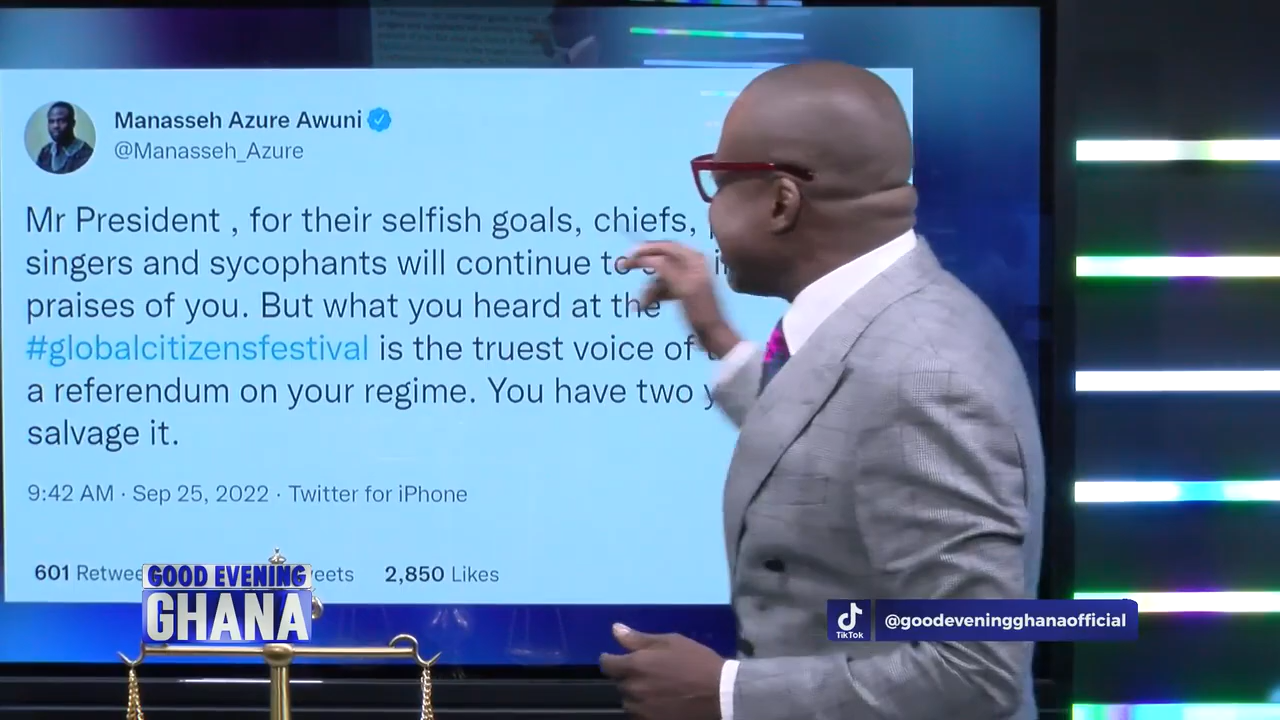 Manasseh Azure Awuni
@Manasseh_Azure
Mr President , for their selfish goals, chiefs,
singers and sycophants will continue to
praises of you. But what you heard at the
#globalcitizensfestival is the truest voice of
a referendum on your regime. You have two
salvage it.
9:42 AM · Sep 25, 2022 · Twitter for iPhone
601 2,850 Likes
GOOD EVENING
GHANA
TikTok
@goodeveningghanaofficial